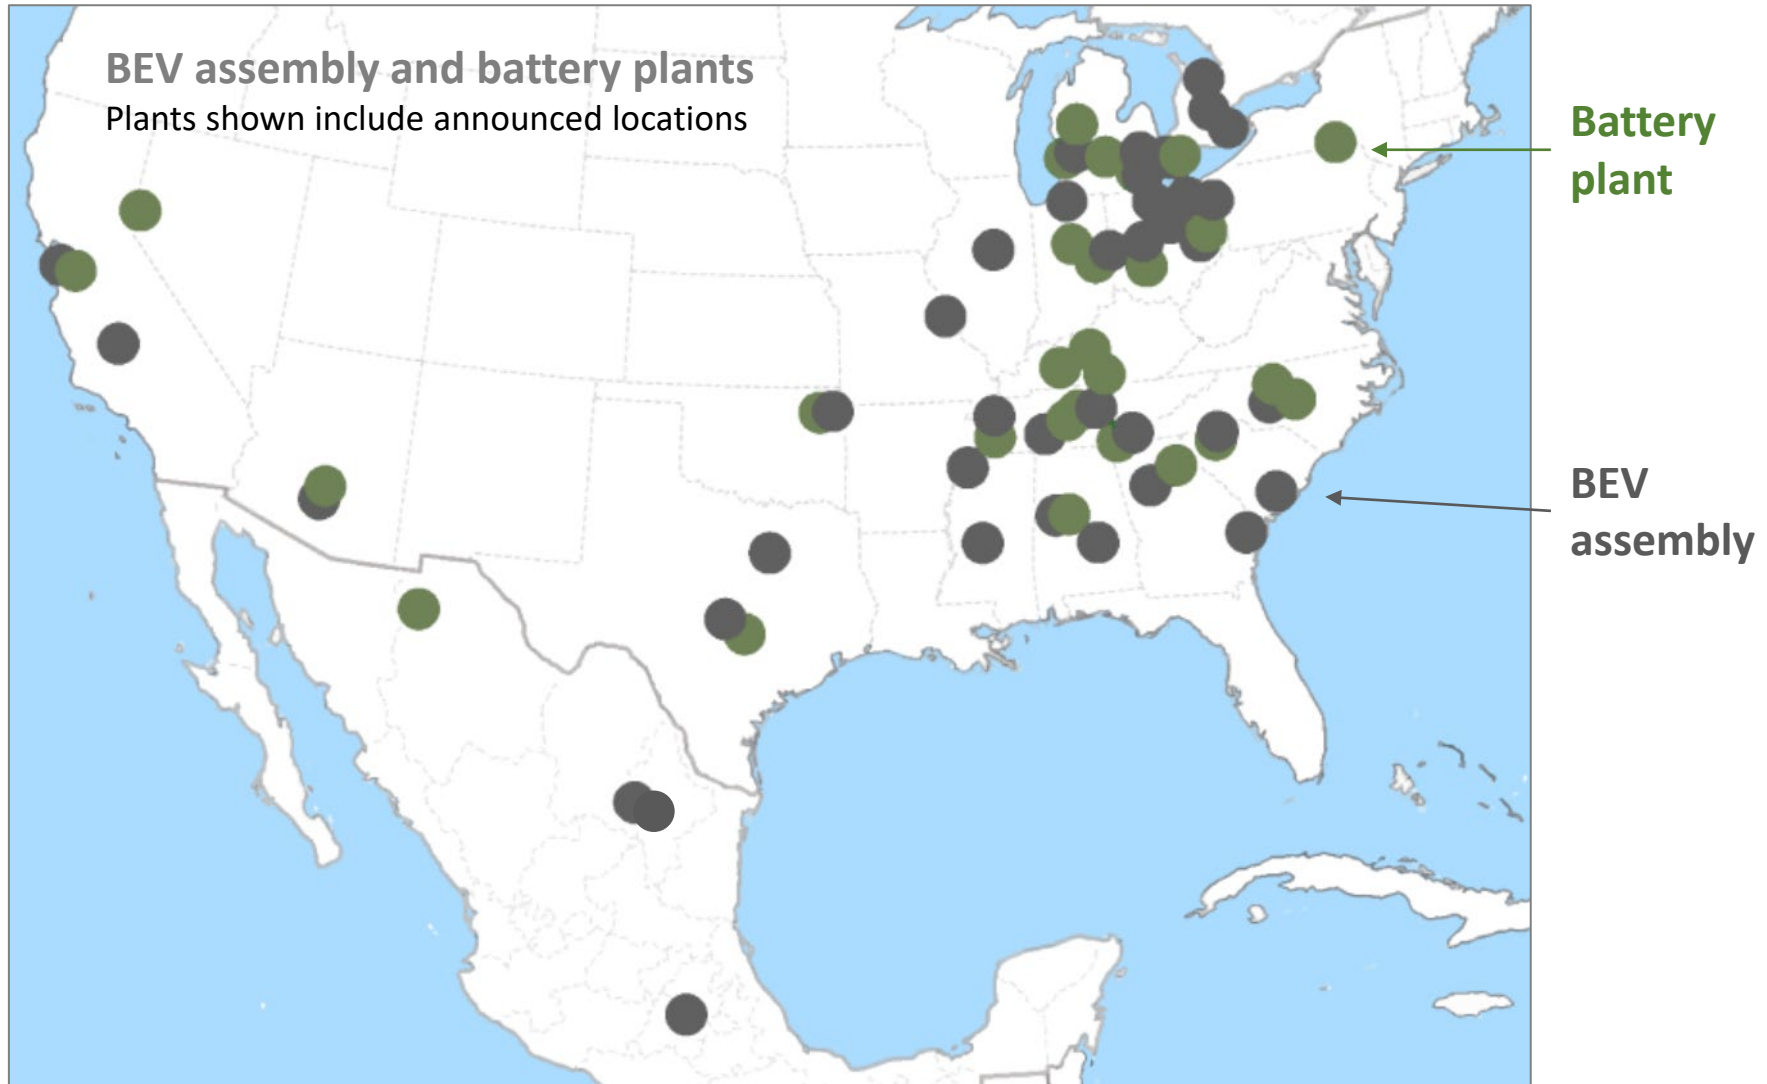 BEV assembly and battery plants
Plants shown include announced locations
Battery
plant
BEV
assembly